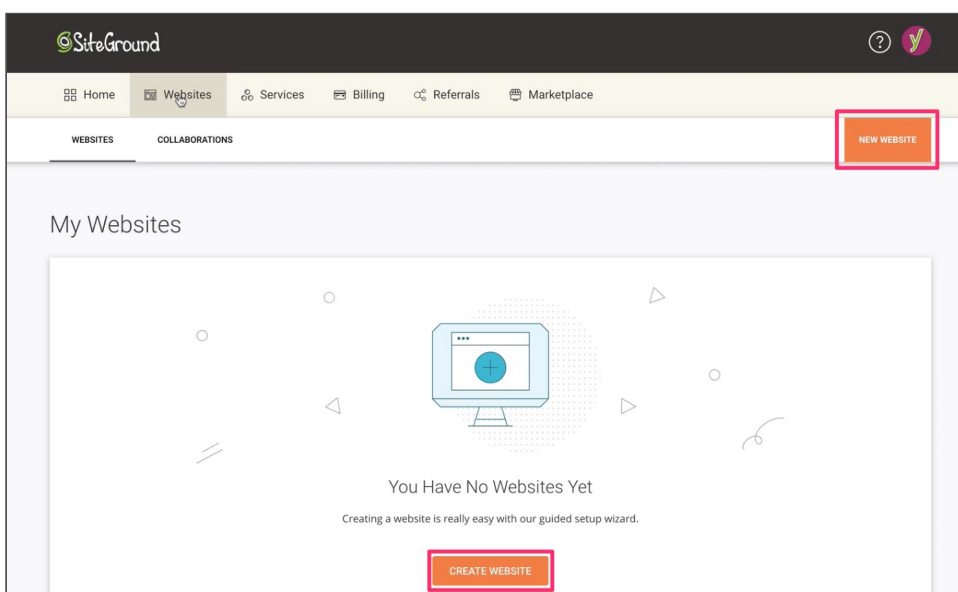 SiteGround
Home Websites Services Billing Referrals Marketplace
WEBSITES COLLABORATIONS NEW WEBSITE
My Websites
You Have No Websites Yet
Creating a website is really easy with our guided setup wizard.
CREATE WEBSITE